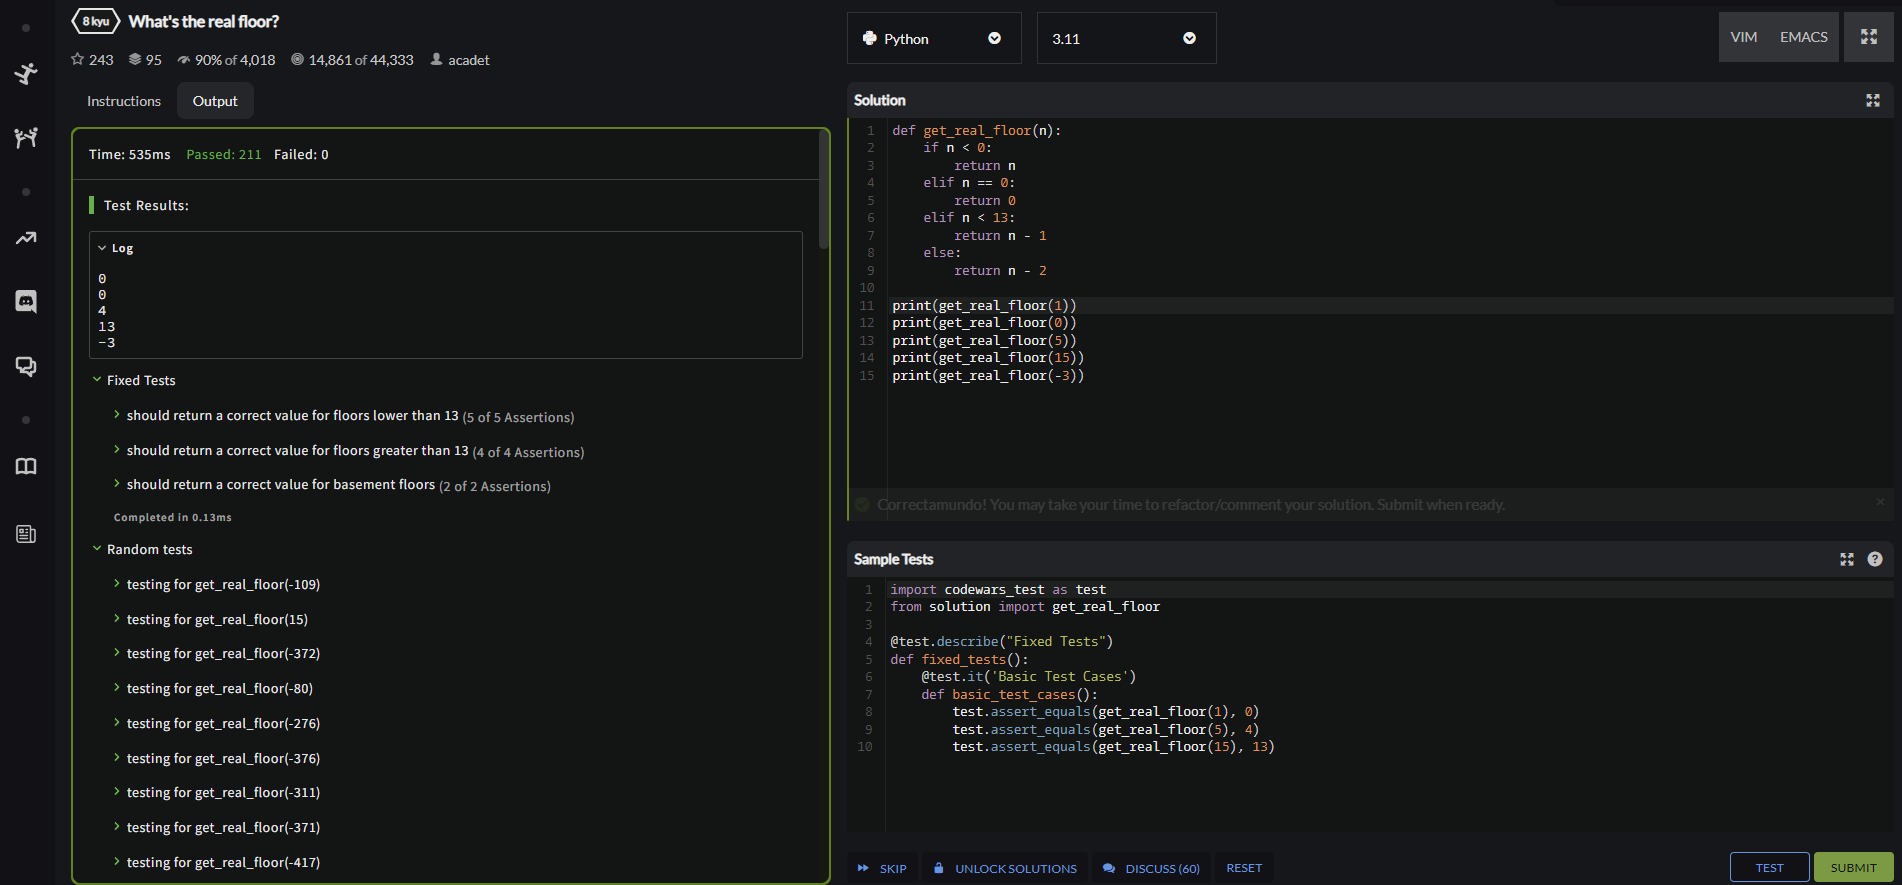 8 kyu What's the real floor?
243 95 90% of 4,018 14,861 of 44,333 acadet
Instructions Output
Time: 535ms Passed: 211 Failed: 0
Test Results:
Log
0
0
4
13
-3
Fixed Tests
should return a correct value for floors lower than 13 (5 of 5 Assertions)
should return a correct value for floors greater than 13 (4 of 4 Assertions)
should return a correct value for basement floors (2 of 2 Assertions)
Completed in 0.13ms
Random tests
testing for get_real_floor(-109)
testing for get_real_floor(15)
testing for get_real_floor(-372)
testing for get_real_floor(-80)
testing for get_real_floor(-276)
testing for get_real_floor(-376)
testing for get_real_floor(-311)
testing for get_real_floor(-371)
testing for get_real_floor(-417)
Python 3.11 VIM EMACS
Solution
1 def get_real_floor(n):
2     if n < 0:
3         return n
4     elif n == 0:
5         return 0
6     elif n < 13:
7         return n - 1
8     else:
9         return n - 2
10
11 print(get_real_floor(1))
12 print(get_real_floor(0))
13 print(get_real_floor(5))
14 print(get_real_floor(15))
15 print(get_real_floor(-3))
Correctamundo! You may take your time to refactor/comment your solution. Submit when ready.
Sample Tests
1 import codewars_test as test
2 from solution import get_real_floor
3
4 @test.describe("Fixed Tests")
5 def fixed_tests():
6     @test.it('Basic Test Cases')
7     def basic_test_cases():
8         test.assert_equals(get_real_floor(1), 0)
9         test.assert_equals(get_real_floor(5), 4)
10         test.assert_equals(get_real_floor(15), 13)
SKIP UNLOCK SOLUTIONS DISCUSS (60) RESET TEST SUBMIT